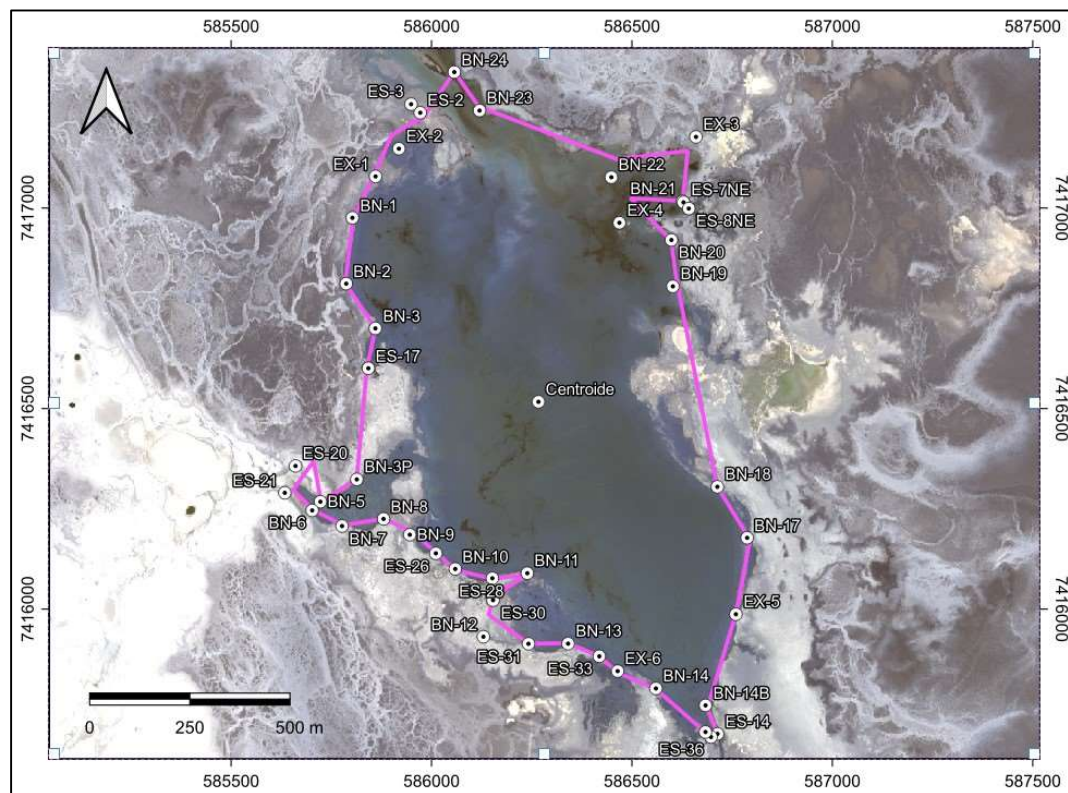 585500 586000 586500 587000 587500
BN-24
ES-3
ES-2
BN-23
EX-2
EX-3
EX-1
BN-22
BN-21
ES-7NE
7417000
7417000
BN-1
EX-4
ES-8NE
BN-20
BN-2
BN-19
BN-3
ES-17
Centroide
7416500
7416500
ES-20
BN-3P
BN-18
ES-21
BN-5
BN-8
BN-6
BN-7
BN-9
BN-17
ES-26
BN-10
BN-11
ES-28
7416000
7416000
ES-30
EX-5
BN-12
BN-13
ES-31
ES-33
EX-6
BN-14
BN-14B
0 250 500 m
ES-14
ES-36
585500 586000 586500 587000 587500